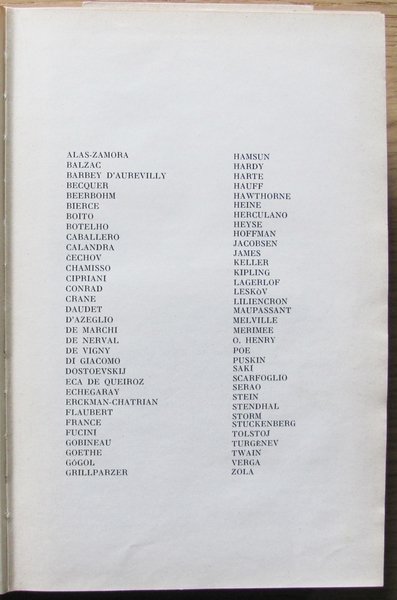 ALAS-ZAMORA
BALZAC
BARBEY D'AUREVILLY
BECQUER
BEERBOHM
BIERCE
BOITO
BOTELHO
CABALLERO
CALANDRA
CECHOV
CHAMISSO
CIPRIANI
CONRAD
CRANE
DAUDET
D'AZEGLIO
DE MARCHI
DE NERVAL
DE VIGNY
DI GIACOMO
DOSTOEVSKIJ
ECA DE QUEIROZ
ECHEGARAY
ERCKMAN-CHATRIAN
FLAUBERT
FRANCE
FUCINI
GOBINEAU
GOETHE
GOGOL
GRILLPARZER
HAMSUN
HARDY
HARTE
HAUFF
HAWTHORNE
HEINE
HERCULANO
HEYSE
HOFFMAN
JACOBSEN
JAMES
KELLER
KIPLING
LAGERLOF
LESKòV
LILIENCRON
MAUPASSANT
MELVILLE
MERIMEE
O. HENRY
POE
PUSKIN
SAKI
SCARFOGLIO
SERAO
STEIN
STENDHAL
STORM
STUCKENBERG
TOLSTOJ
TURGÈNEV
TWAIN
VERGA
ZOLA